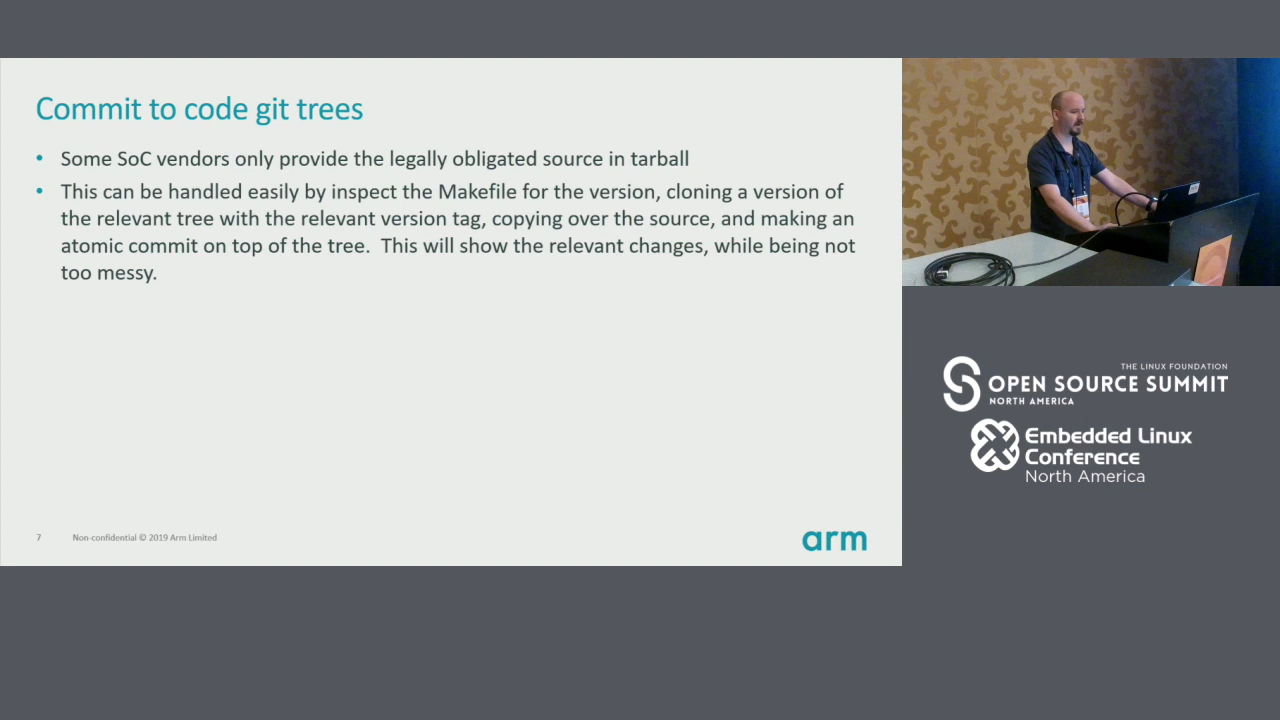 Commit to code git trees
• Some SoC vendors only provide the legally obligated source in tarball
• This can be handled easily by inspect the Makefile for the version, cloning a version of
the relevant tree with the relevant version tag, copying over the source, and making an
atomic commit on top of the tree.  This will show the relevant changes, while being not
too messy.
7 Non-confidential © 2019 Arm Limited
arm
THE LINUX FOUNDATION
OPEN SOURCE SUMMIT
NORTH AMERICA
Embedded Linux
Conference
North America